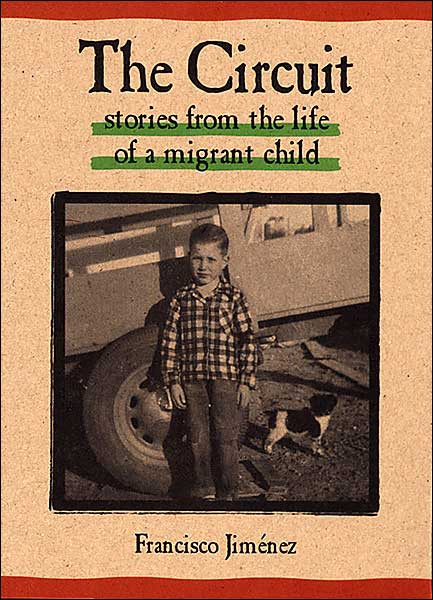 The Circuit
stories from the life
of a migrant child
Francisco Jiménez